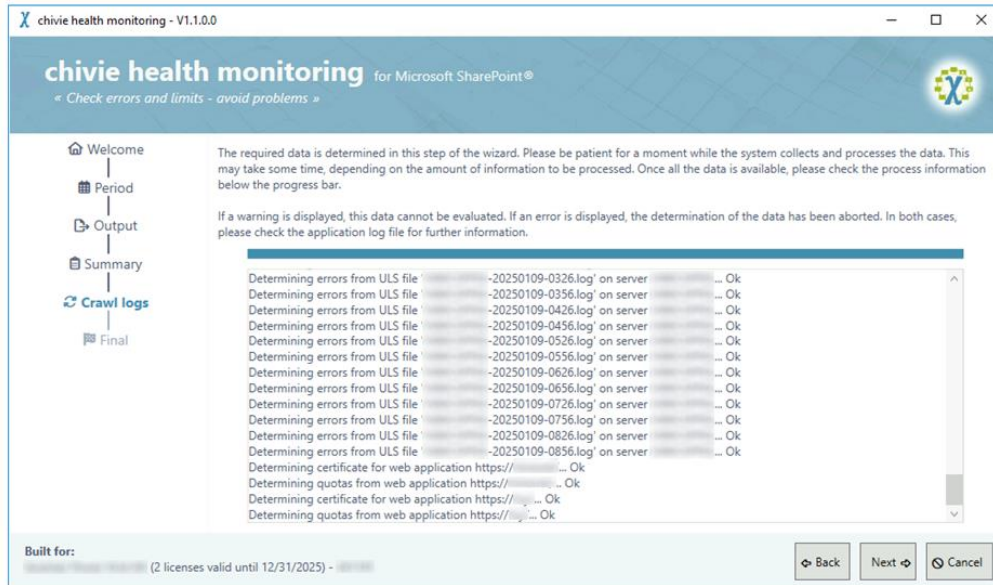 chivie health monitoring - V1.1.0.0
chivie health monitoring for Microsoft SharePoint®
« Check errors and limits - avoid problems »
Welcome
Period
Output
Summary
Crawl logs
Final
The required data is determined in this step of the wizard. Please be patient for a moment while the system collects and processes the data. This
may take some time, depending on the amount of information to be processed. Once all the data is available, please check the process information
below the progress bar.
If a warning is displayed, this data cannot be evaluated. If an error is displayed, the determination of the data has been aborted. In both cases,
please check the application log file for further information.
Determining errors from ULS file ' -20250109-0326.log' on server ... Ok
Determining errors from ULS file ' -20250109-0356.log' on server ... Ok
Determining errors from ULS file ' -20250109-0426.log' on server ... Ok
Determining errors from ULS file ' -20250109-0456.log' on server ... Ok
Determining errors from ULS file ' -20250109-0526.log' on server ... Ok
Determining errors from ULS file ' -20250109-0556.log' on server ... Ok
Determining errors from ULS file ' -20250109-0626.log' on server ... Ok
Determining errors from ULS file ' -20250109-0656.log' on server ... Ok
Determining errors from ULS file ' -20250109-0726.log' on server ... Ok
Determining errors from ULS file ' -20250109-0756.log' on server ... Ok
Determining errors from ULS file ' -20250109-0826.log' on server ... Ok
Determining errors from ULS file ' -20250109-0856.log' on server ... Ok
Determining certificate for web application https:// ... Ok
Determining quotas from web application https:// .. Ok
Determining certificate for web application https:// ... Ok
Determining quotas from web application https:// ... Ok
Built for:
(2 licenses valid until 12/31/2025) -
Back
Next
Cancel